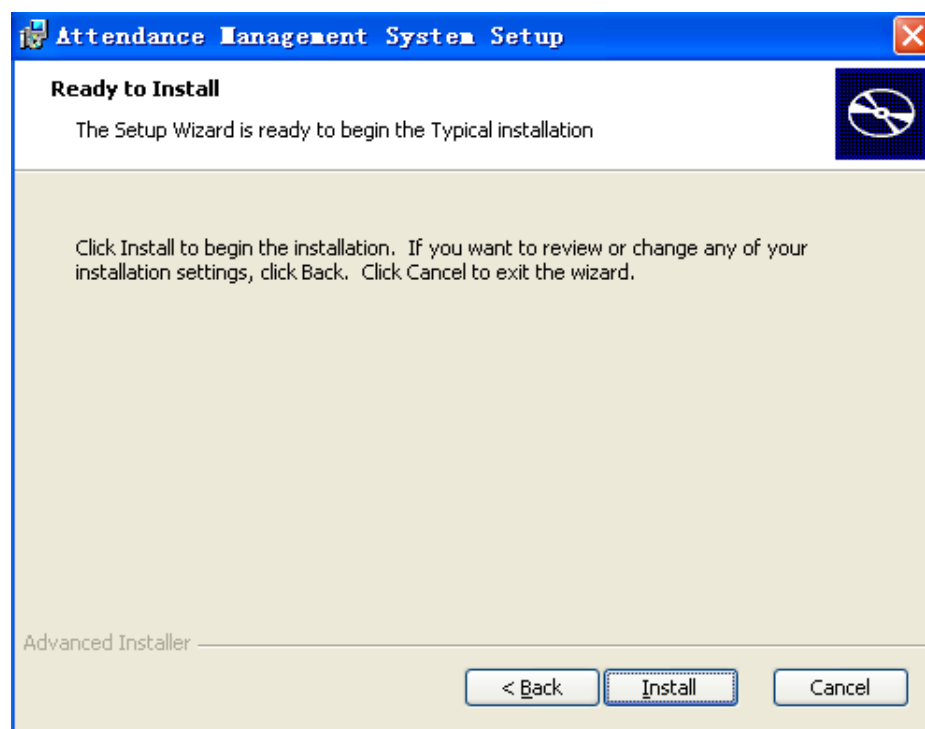 Attendance Management System Setup
Ready to Install
The Setup Wizard is ready to begin the Typical installation
Click Install to begin the installation.  If you want to review or change any of your
installation settings, click Back.  Click Cancel to exit the wizard.
Advanced Installer
< Back Install Cancel